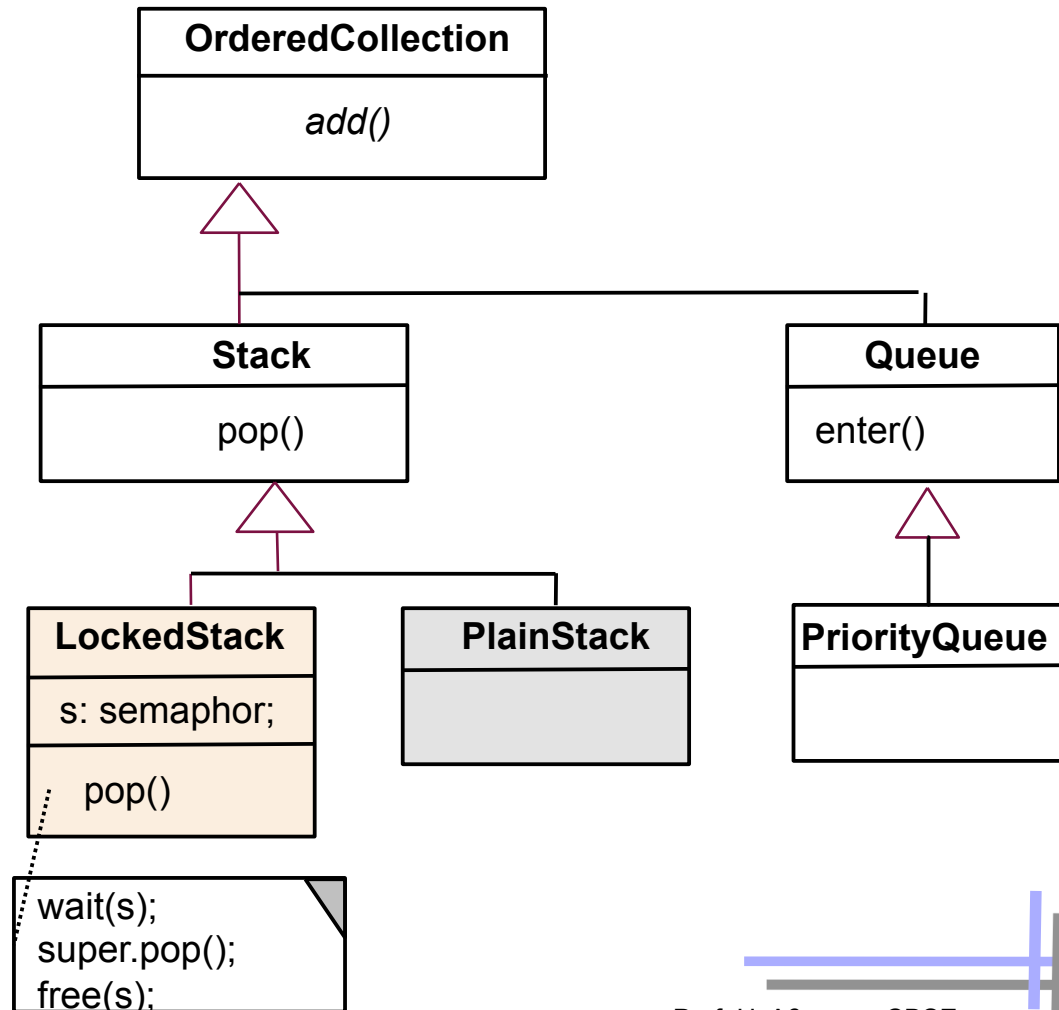 OrderedCollection
add()
Stack
pop()
Queue
enter()
LockedStack
s: semaphor;
pop()
PlainStack
PriorityQueue
wait(s);
super.pop();
free(s);